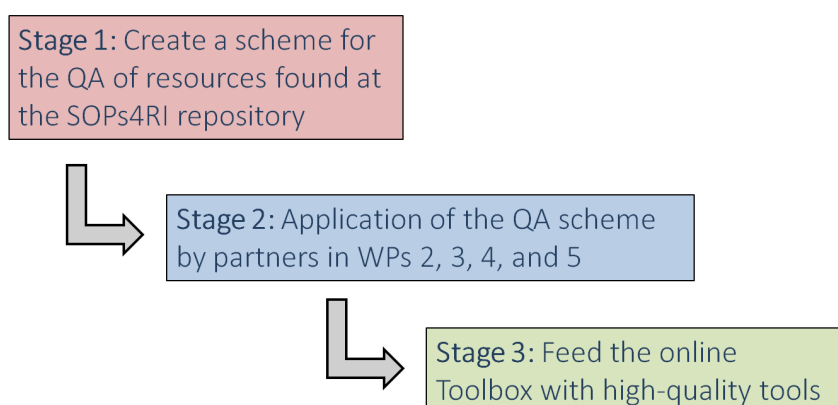 Stage 1: Create a scheme for
the QA of resources found at
the SOPs4RI repository
Stage 2: Application of the QA scheme
by partners in WPs 2, 3, 4, and 5
Stage 3: Feed the online
Toolbox with high-quality tools